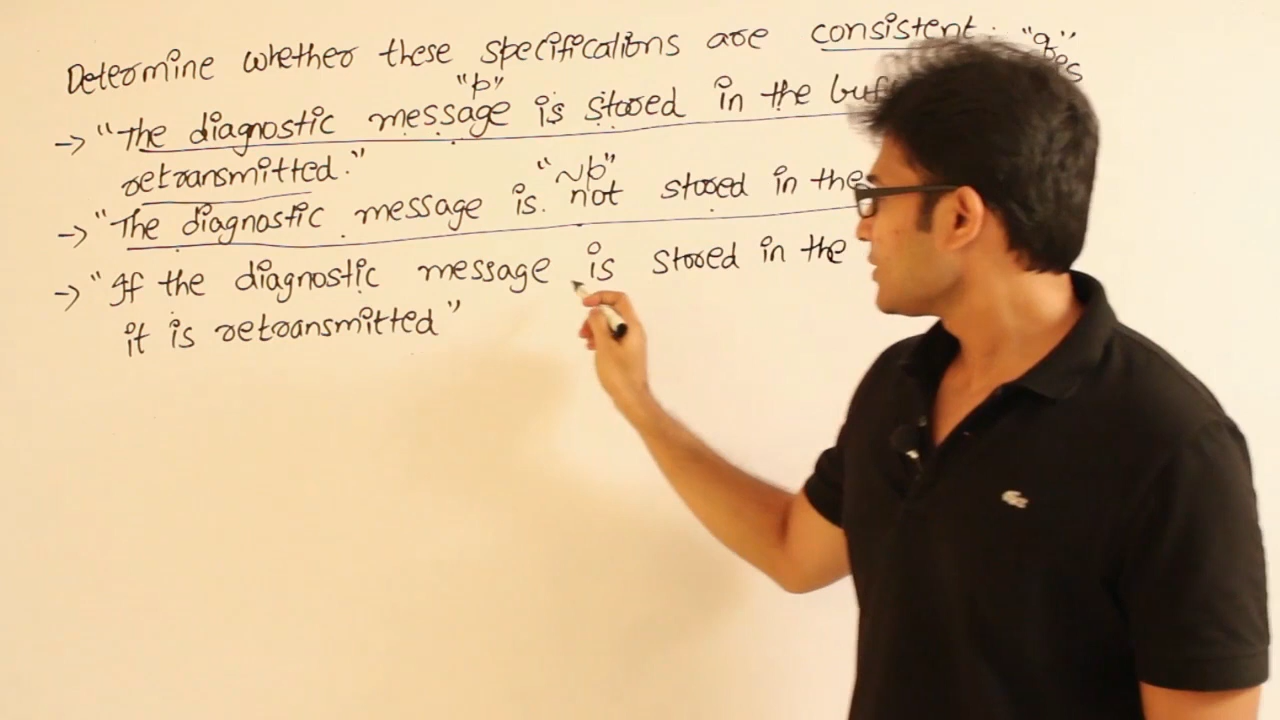 Determine whether these specifications are consistent.
"p" "q"
→ "The diagnostic message is stored in the
retransmitted."
"~p"
→ "The diagnostic message is not stored in the
→ "If the diagnostic message is stored in the
it is retransmitted"